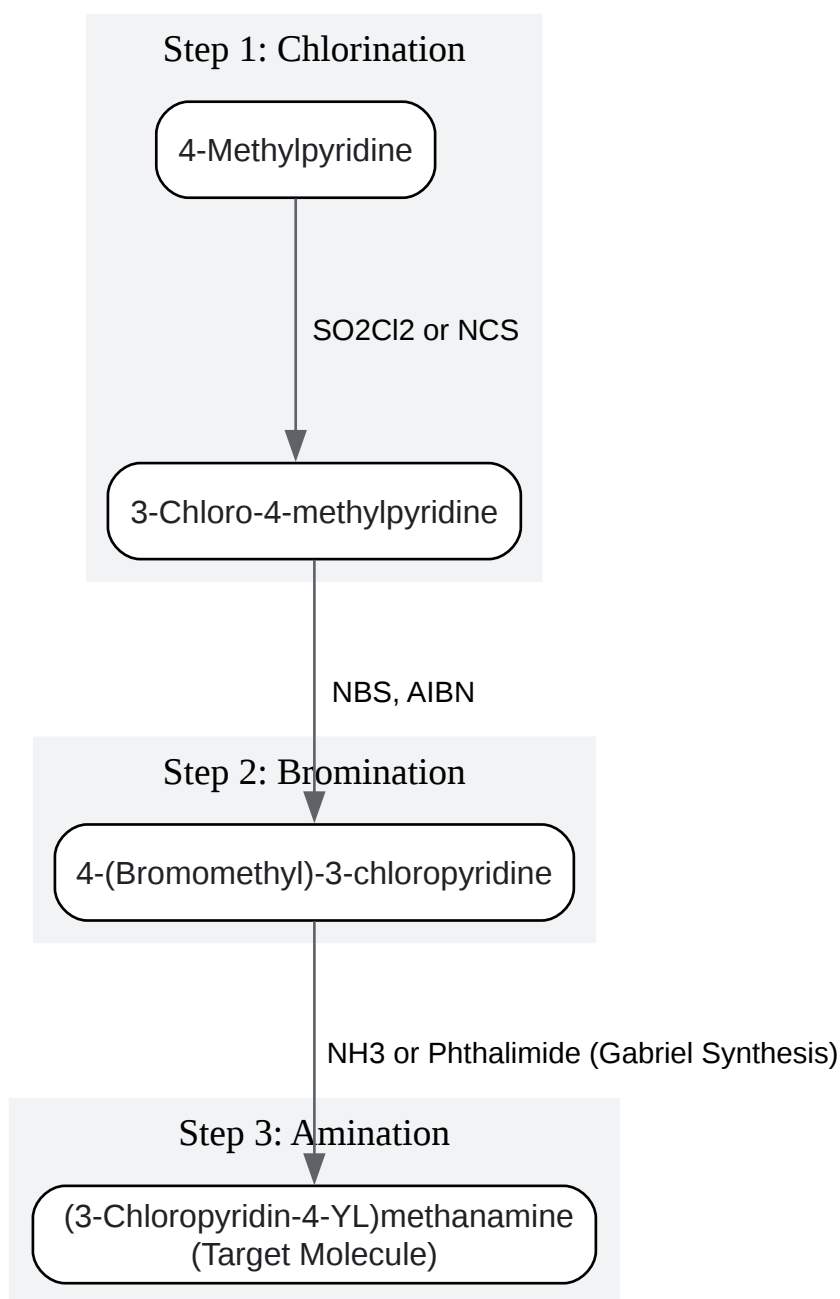 Step 1: Chlorination
4-Methylpyridine
SO2Cl2 or NCS
3-Chloro-4-methylpyridine
NBS, AIBN
Step 2: Bromination
4-(Bromomethyl)-3-chloropyridine
NH3 or Phthalimide (Gabriel Synthesis)
Step 3: Amination
(3-Chloropyridin-4-YL)methanamine
(Target Molecule)